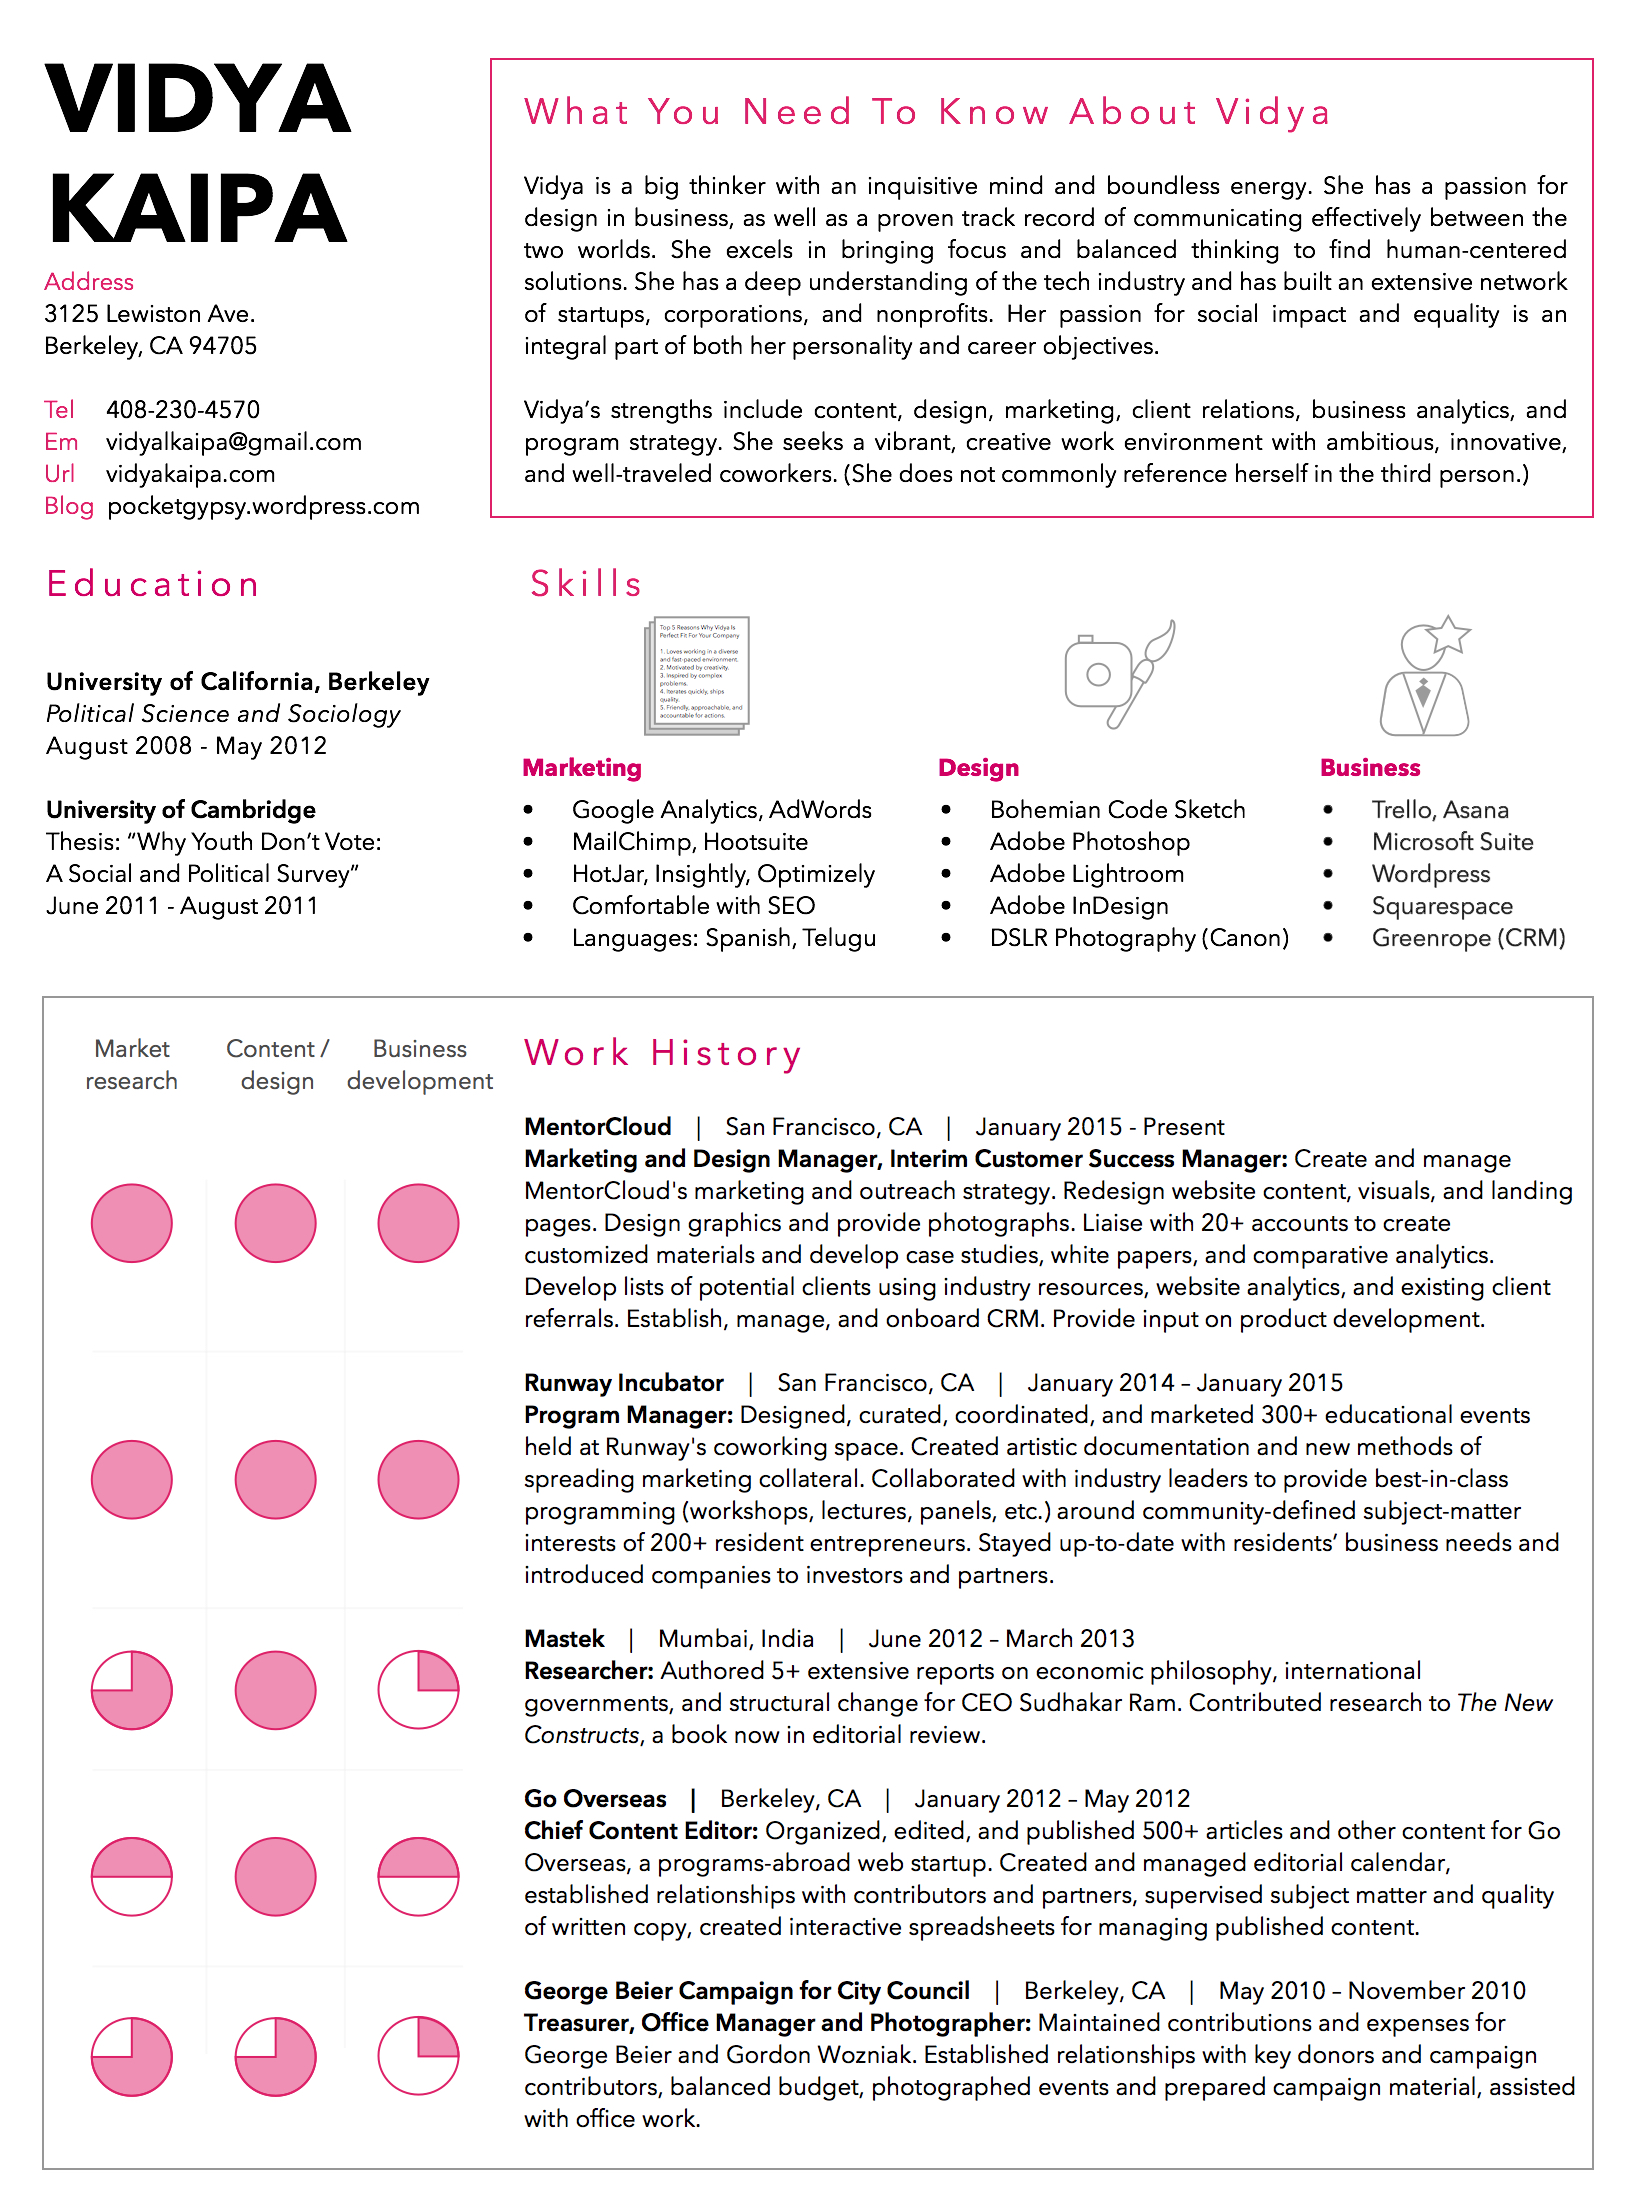 VIDYA
KAIPA
Address
3125 Lewiston Ave.
Berkeley, CA 94705
Tel 408-230-4570
Em vidyalkaipa@gmail.com
Url vidyakaipa.com
Blog pocketgypsy.wordpress.com
What You Need To Know About Vidya
Vidya is a big thinker with an inquisitive mind and boundless energy. She has a passion for
design in business, as well as a proven track record of communicating effectively between the
two worlds. She excels in bringing focus and balanced thinking to find human-centered
solutions. She has a deep understanding of the tech industry and has built an extensive network
of startups, corporations, and nonprofits. Her passion for social impact and equality is an
integral part of both her personality and career objectives.
Vidya’s strengths include content, design, marketing, client relations, business analytics, and
program strategy. She seeks a vibrant, creative work environment with ambitious, innovative,
and well-traveled coworkers. (She does not commonly reference herself in the third person.)
Education
University of California, Berkeley
Political Science and Sociology
August 2008 - May 2012
University of Cambridge
Thesis: “Why Youth Don’t Vote:
A Social and Political Survey”
June 2011 - August 2011
Skills
Top 5 Reasons Why Vidya Is
Perfect Fit For Your Company
1. Loves working in a diverse
and fast-paced environment.
2. Motivated by creativity.
3. Inspired by complex
problems.
4. Iterates quickly, ships
quality.
5. Friendly, approachable, and
accountable for actions.
Marketing
• Google Analytics, AdWords
• MailChimp, Hootsuite
• HotJar, Insightly, Optimizely
• Comfortable with SEO
• Languages: Spanish, Telugu
Design
• Bohemian Code Sketch
• Adobe Photoshop
• Adobe Lightroom
• Adobe InDesign
• DSLR Photography (Canon)
Business
• Trello, Asana
• Microsoft Suite
• Wordpress
• Squarespace
• Greenrope (CRM)
Market
research
Content /
design
Business
development
Work History
MentorCloud | San Francisco, CA | January 2015 - Present
Marketing and Design Manager, Interim Customer Success Manager: Create and manage
MentorCloud's marketing and outreach strategy. Redesign website content, visuals, and landing
pages. Design graphics and provide photographs. Liaise with 20+ accounts to create
customized materials and develop case studies, white papers, and comparative analytics.
Develop lists of potential clients using industry resources, website analytics, and existing client
referrals. Establish, manage, and onboard CRM. Provide input on product development.
Runway Incubator | San Francisco, CA | January 2014 – January 2015
Program Manager: Designed, curated, coordinated, and marketed 300+ educational events
held at Runway's coworking space. Created artistic documentation and new methods of
spreading marketing collateral. Collaborated with industry leaders to provide best-in-class
programming (workshops, lectures, panels, etc.) around community-defined subject-matter
interests of 200+ resident entrepreneurs. Stayed up-to-date with residents’ business needs and
introduced companies to investors and partners.
Mastek | Mumbai, India | June 2012 – March 2013
Researcher: Authored 5+ extensive reports on economic philosophy, international
governments, and structural change for CEO Sudhakar Ram. Contributed research to The New
Constructs, a book now in editorial review.
Go Overseas | Berkeley, CA | January 2012 – May 2012
Chief Content Editor: Organized, edited, and published 500+ articles and other content for Go
Overseas, a programs-abroad web startup. Created and managed editorial calendar,
established relationships with contributors and partners, supervised subject matter and quality
of written copy, created interactive spreadsheets for managing published content.
George Beier Campaign for City Council | Berkeley, CA | May 2010 – November 2010
Treasurer, Office Manager and Photographer: Maintained contributions and expenses for
George Beier and Gordon Wozniak. Established relationships with key donors and campaign
contributors, balanced budget, photographed events and prepared campaign material, assisted
with office work.